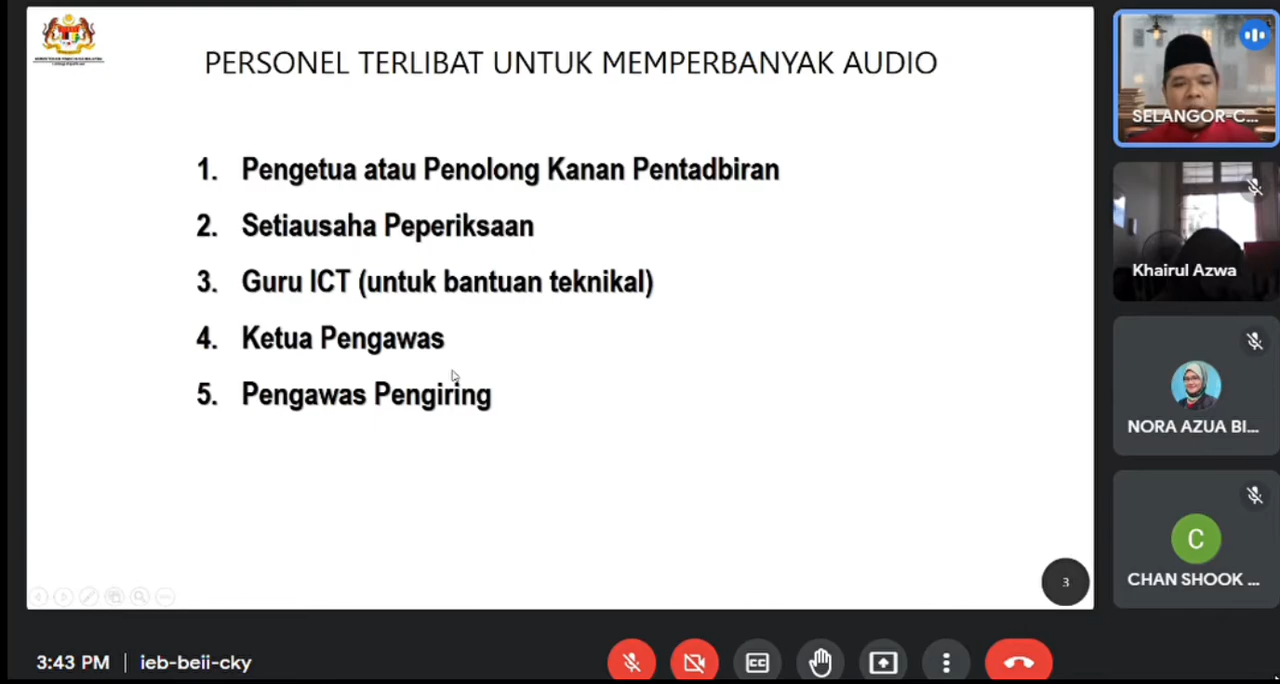 PERSONEL TERLIBAT UNTUK MEMPERBANYAK AUDIO
1. Pengetua atau Penolong Kanan Pentadbiran
2. Setiausaha Peperiksaan
3. Guru ICT (untuk bantuan teknikal)
4. Ketua Pengawas
5. Pengawas Pengiring
3
SELANGOR-C...
Khairul Azwa
NORA AZUA BI...
C
CHAN SHOOK ...
3:43 PM | ieb-beii-cky
CC